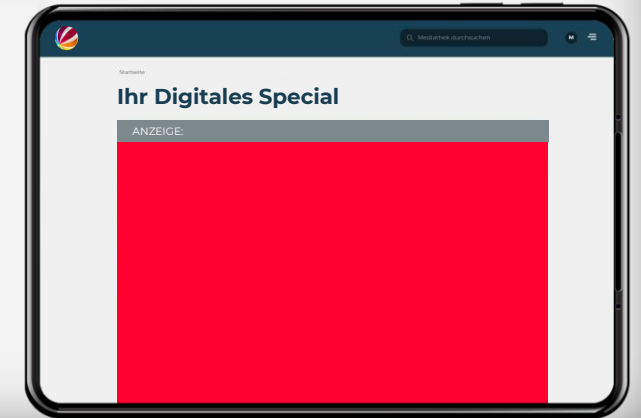 Mediathek durchsuchen
M
Startseite
Ihr Digitales Special
ANZEIGE: